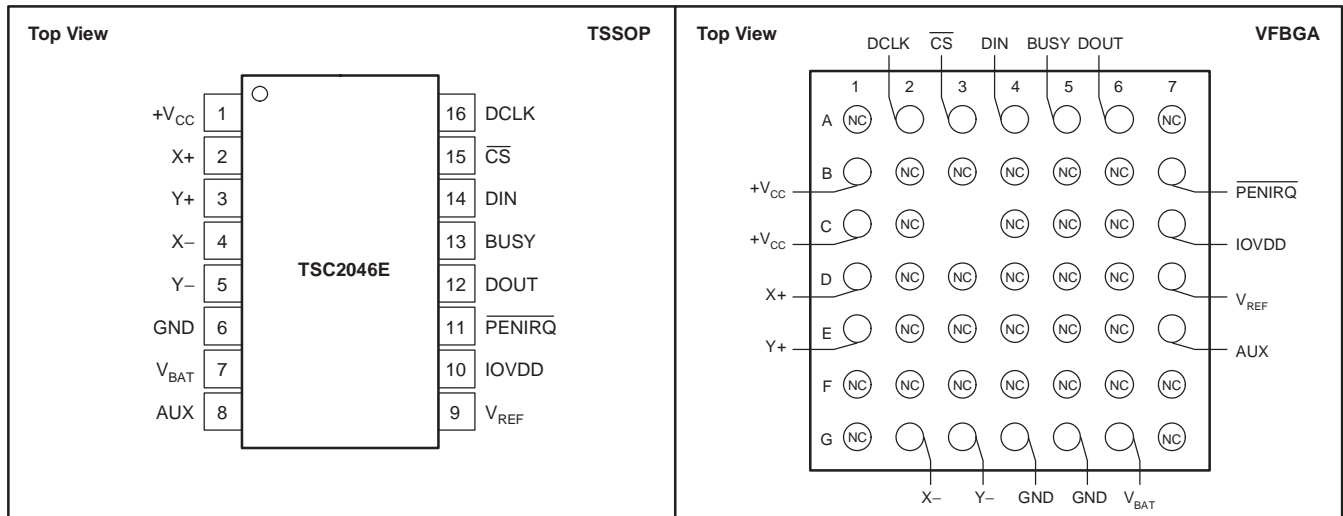 Top View TSSOP
+VCC 1 16 DCLK
X+ 2 15 CS
Y+ 3 14 DIN
X– 4 13 BUSY
TSC2046E
Y– 5 12 DOUT
GND 6 11 PENIRQ
VBAT 7 10 IOVDD
AUX 8 9 VREF
Top View VFBGA
DCLK CS DIN BUSY DOUT
1 2 3 4 5 6 7
A NC NC
B NC NC NC NC NC
+VCC PENIRQ
C NC NC NC NC
+VCC IOVDD
D NC NC NC NC NC
X+ VREF
E NC NC NC NC NC
Y+ AUX
F NC NC NC NC NC NC NC
G NC NC
X– Y– GND GND VBAT